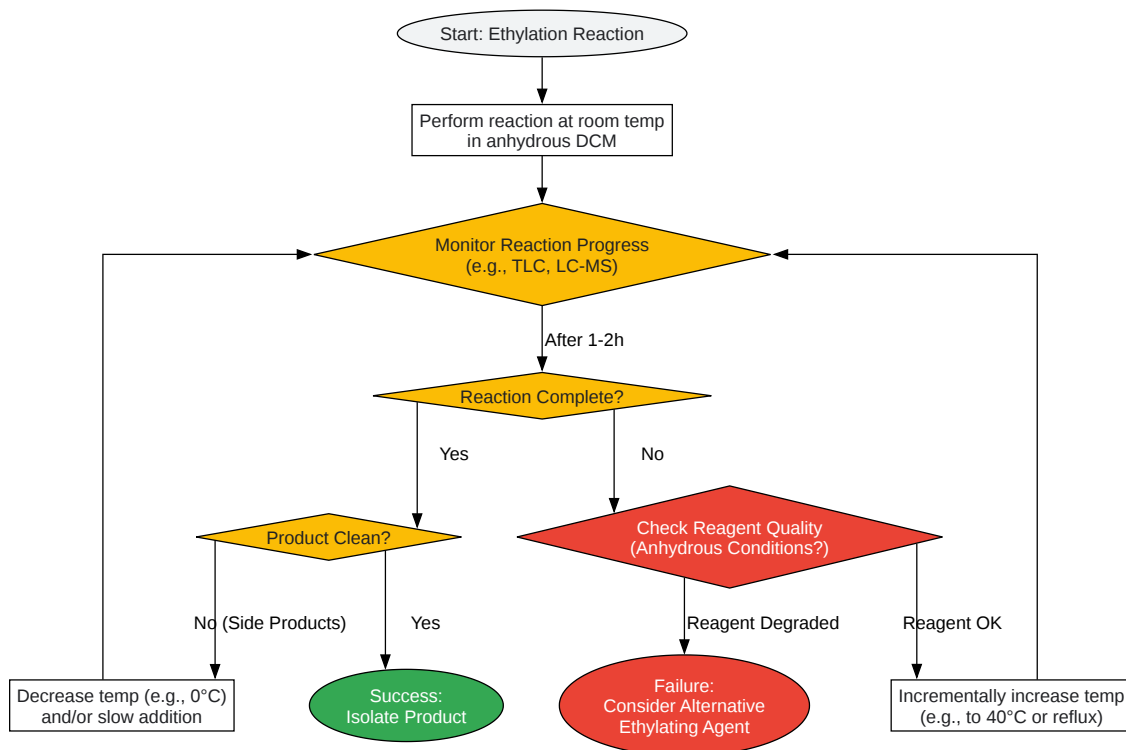 Start: Ethylation Reaction
Perform reaction at room temp
in anhydrous DCM
Monitor Reaction Progress
(e.g., TLC, LC-MS)
After 1-2h
Reaction Complete?
Yes
No
Product Clean?
Check Reagent Quality
(Anhydrous Conditions?)
No (Side Products)
Yes
Reagent Degraded
Reagent OK
Decrease temp (e.g., 0°C)
and/or slow addition
Success:
Isolate Product
Failure:
Consider Alternative
Ethylating Agent
Incrementally increase temp
(e.g., to 40°C or reflux)